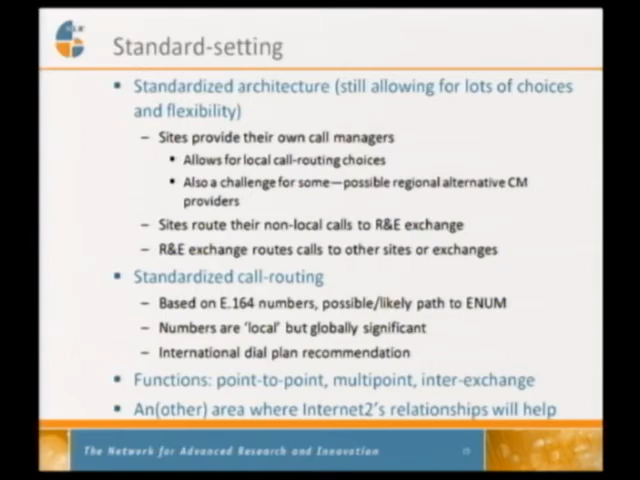 Standard-setting
▪ Standardized architecture (still allowing for lots of choices
and flexibility)
– Sites provide their own call managers
• Allows for local call-routing choices
• Also a challenge for some—possible regional alternative CM
providers
– Sites route their non-local calls to R&E exchange
– R&E exchange routes calls to other sites or exchanges
▪ Standardized call-routing
– Based on E.164 numbers, possible/likely path to ENUM
– Numbers are 'local' but globally significant
– International dial plan recommendation
▪ Functions: point-to-point, multipoint, inter-exchange
▪ An(other) area where Internet2's relationships will help
The Network for Advanced Research and Innovation